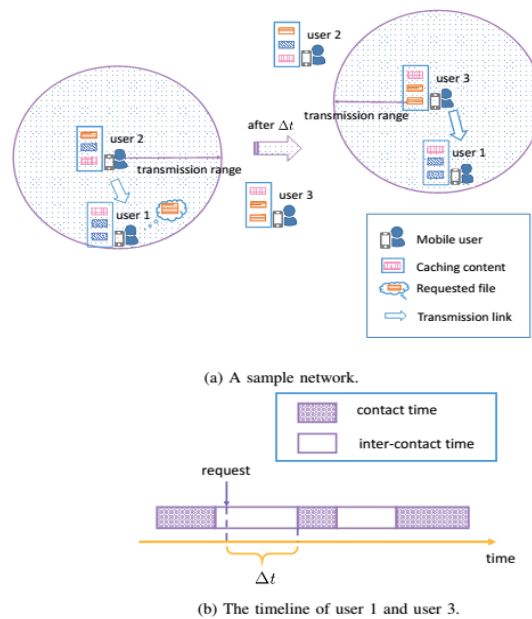 user 2
user 2
transmission range
user 1
after Δt
user 3
user 3
transmission range
user 1
Mobile user
Caching content
Requested file
Transmission link
(a) A sample network.
contact time
inter-contact time
request
time
Δt
(b) The timeline of user 1 and user 3.